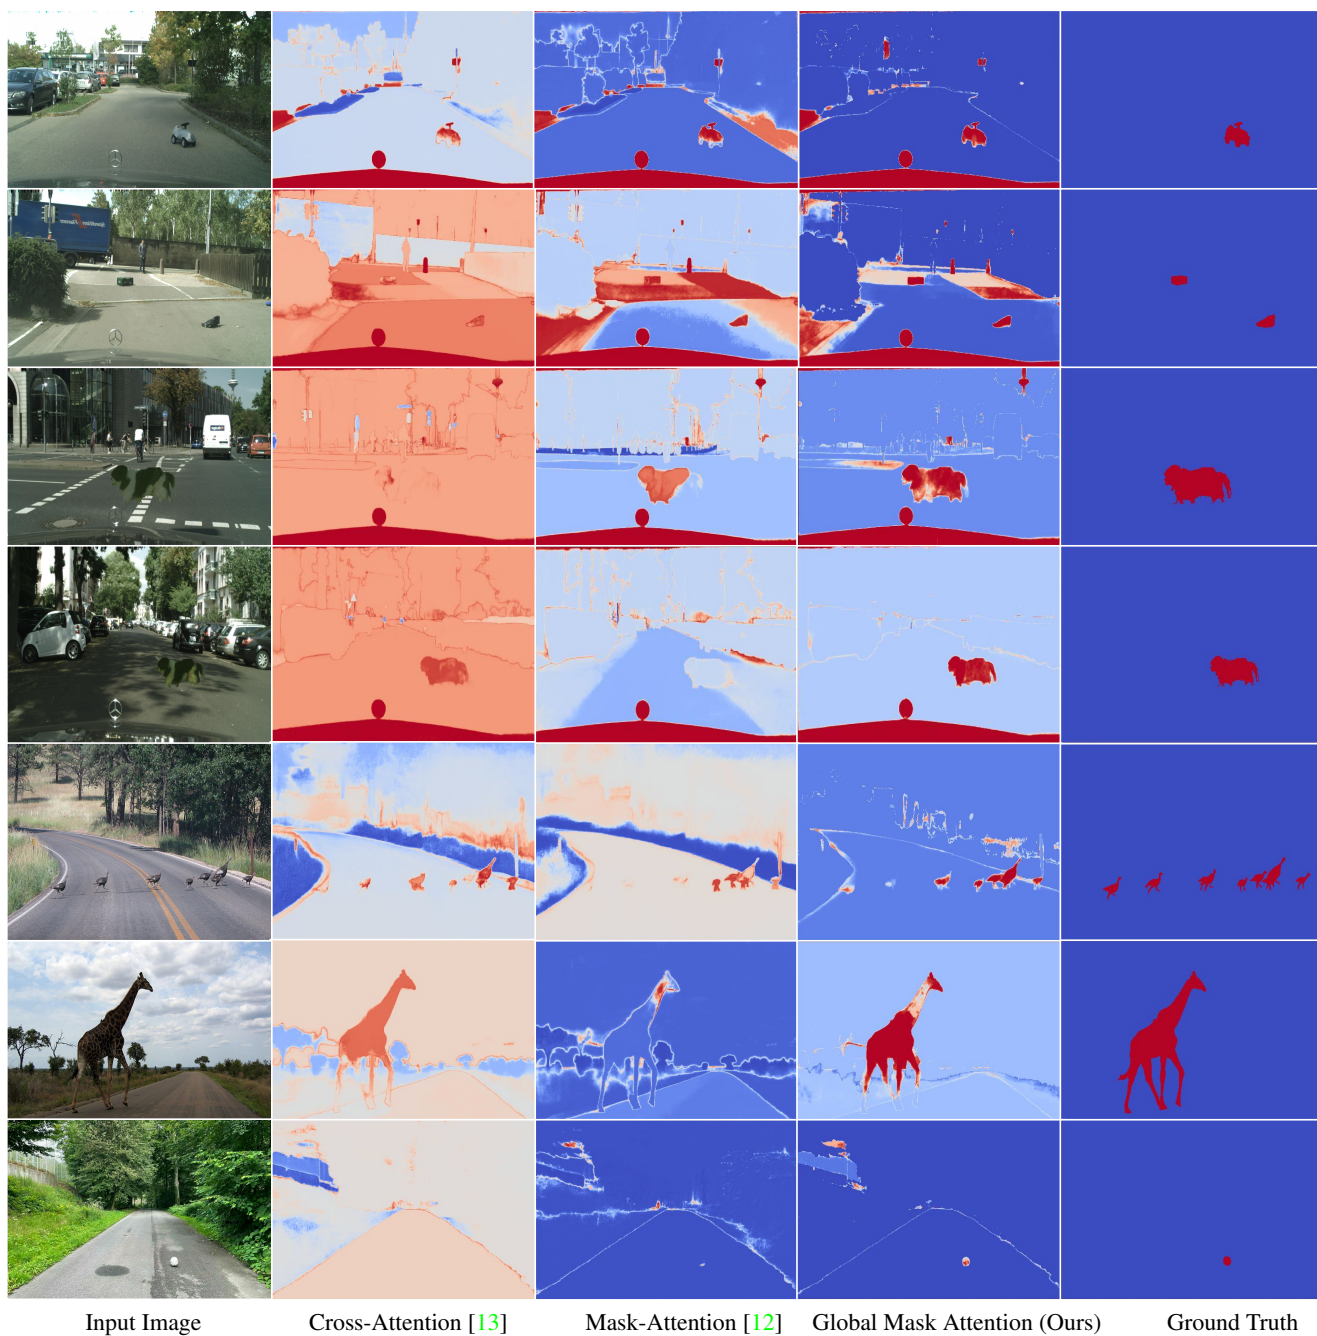 Input Image
Cross-Attention [13]
Mask-Attention [12]
Global Mask Attention (Ours)
Ground Truth